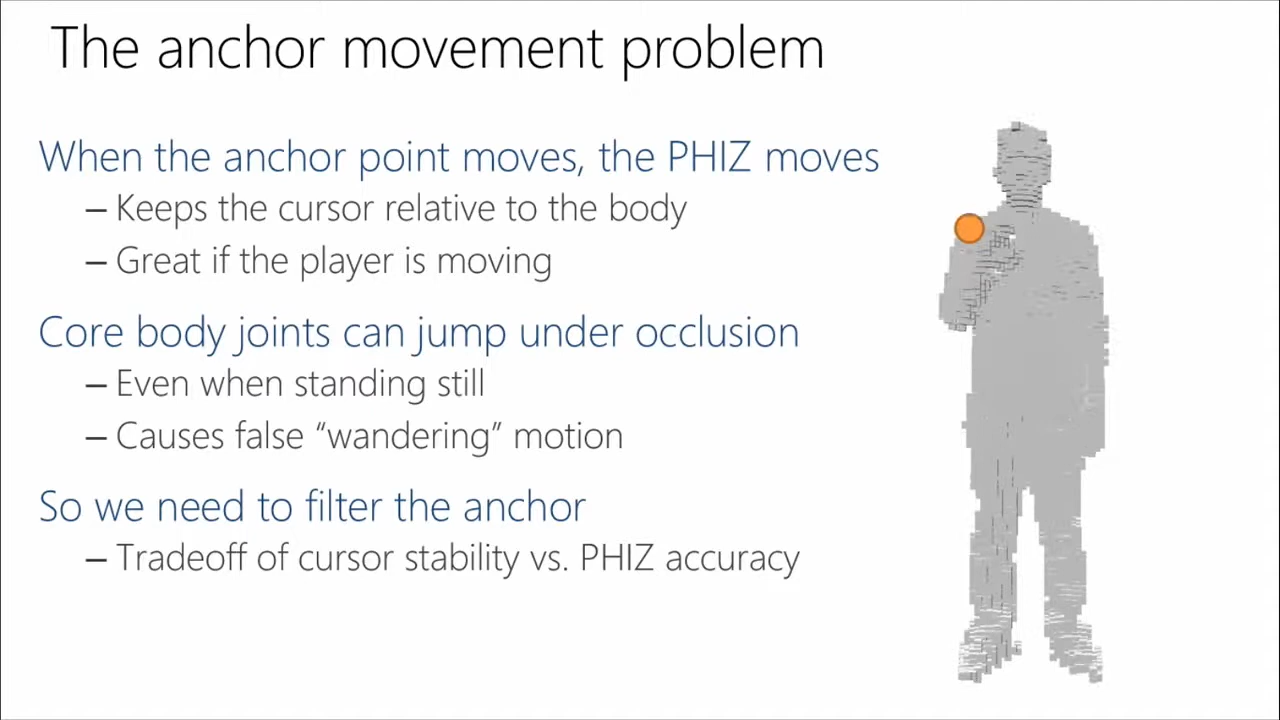 The anchor movement problem
When the anchor point moves, the PHIZ moves
– Keeps the cursor relative to the body
– Great if the player is moving
Core body joints can jump under occlusion
– Even when standing still
– Causes false “wandering” motion
So we need to filter the anchor
– Tradeoff of cursor stability vs. PHIZ accuracy